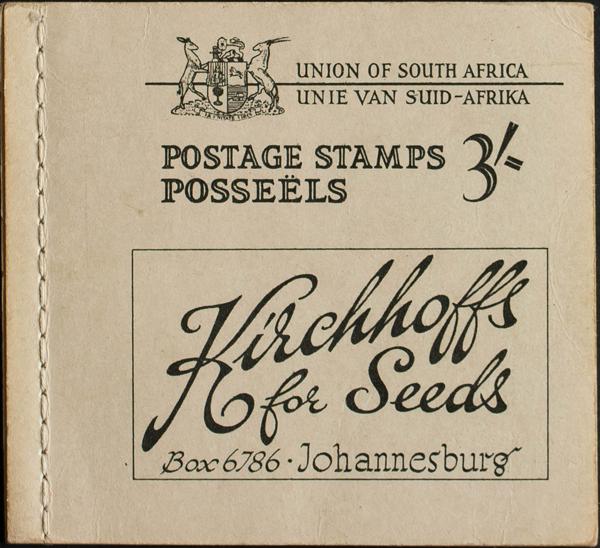 UNION OF SOUTH AFRICA
UNIE VAN SUID-AFRIKA
POSTAGE STAMPS 3/=
POSSEËLS
Kirchhoffs
for Seeds
Box 6786 · Johannesburg